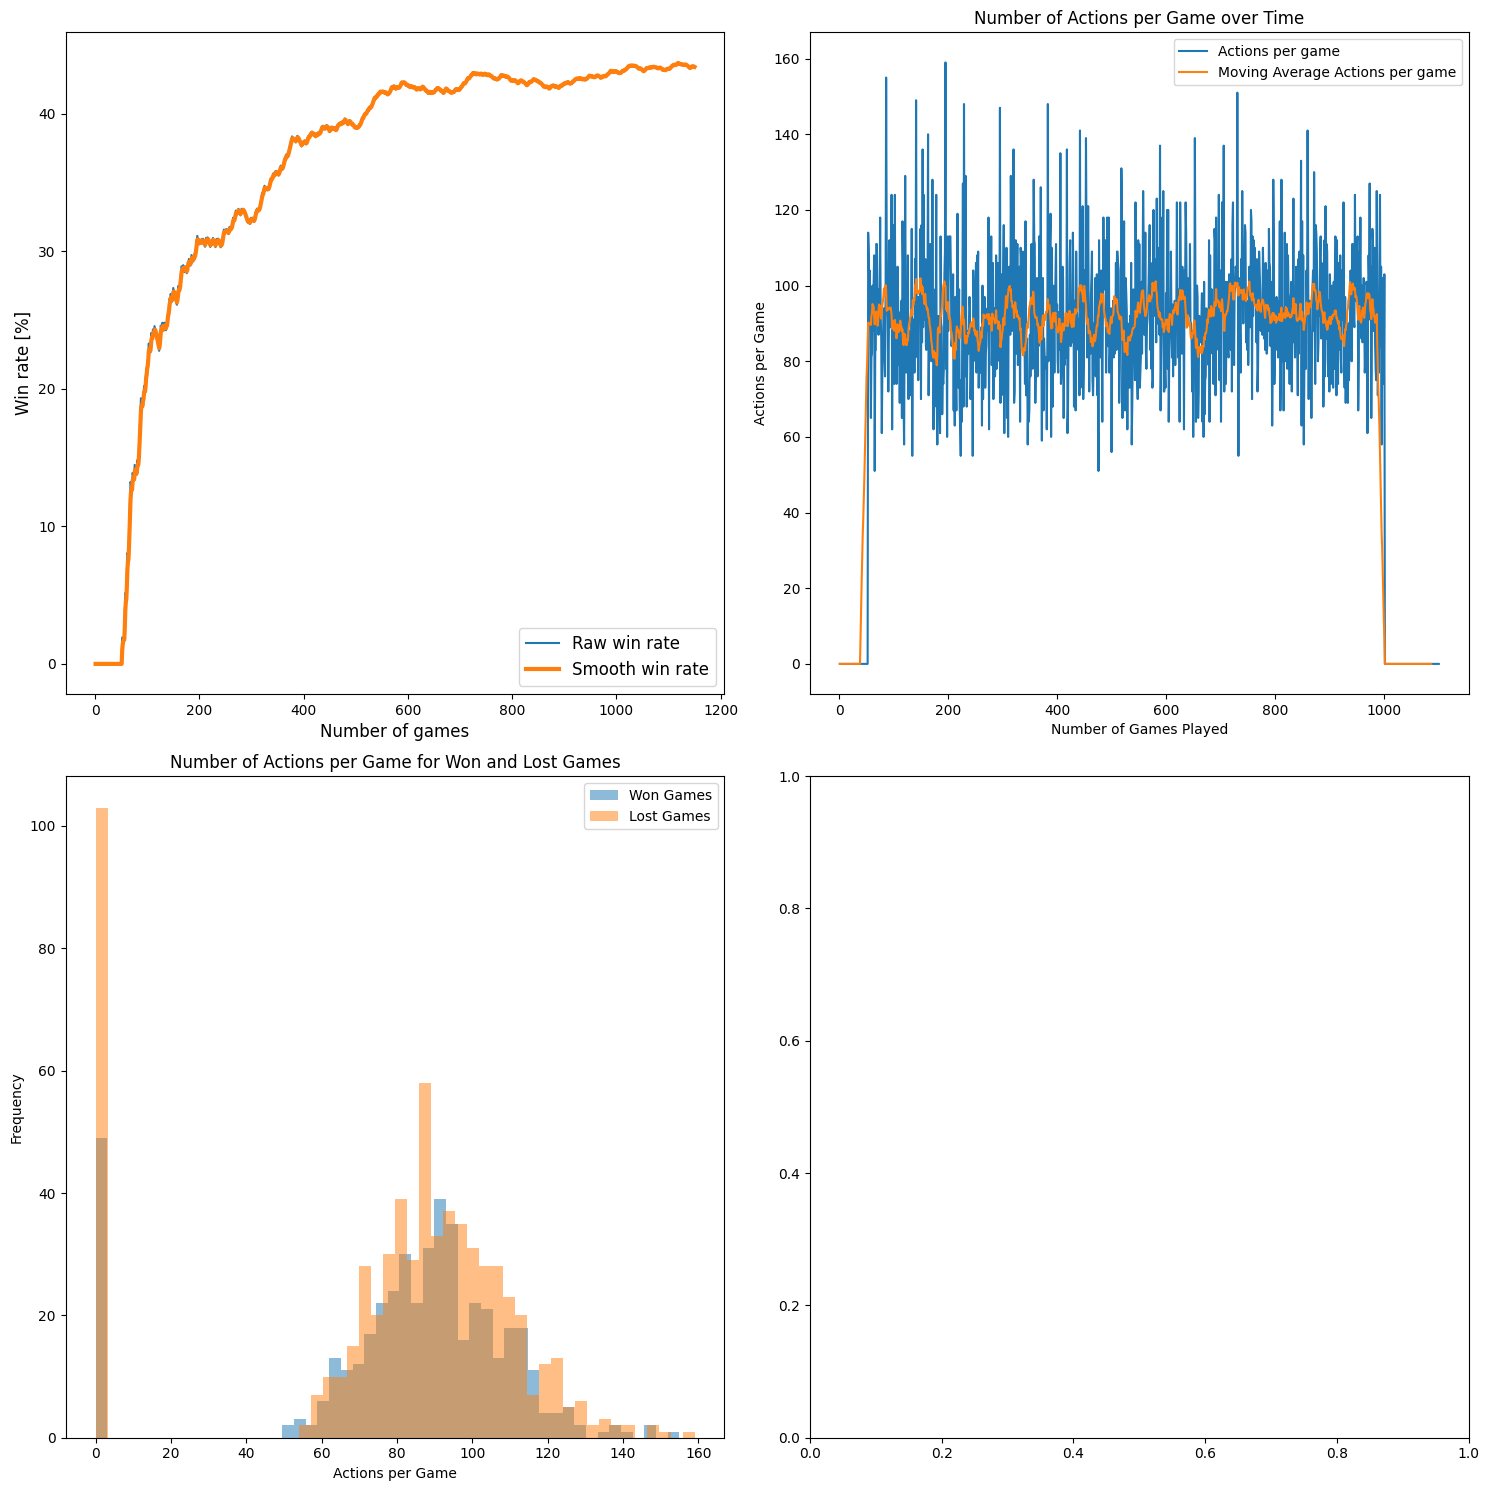 Win rate [%]
40
30
20
10
0
0 200 400 600 800 1000 1200
Number of games
Raw win rate
Smooth win rate
Number of Actions per Game over Time
Actions per Game
160
140
120
100
80
60
40
20
0
0 200 400 600 800 1000
Number of Games Played
Actions per game
Moving Average Actions per game
Number of Actions per Game for Won and Lost Games
Frequency
100
80
60
40
20
0
0 20 40 60 80 100 120 140 160
Actions per Game
Won Games
Lost Games
1.0
0.8
0.6
0.4
0.2
0.0
0.0 0.2 0.4 0.6 0.8 1.0